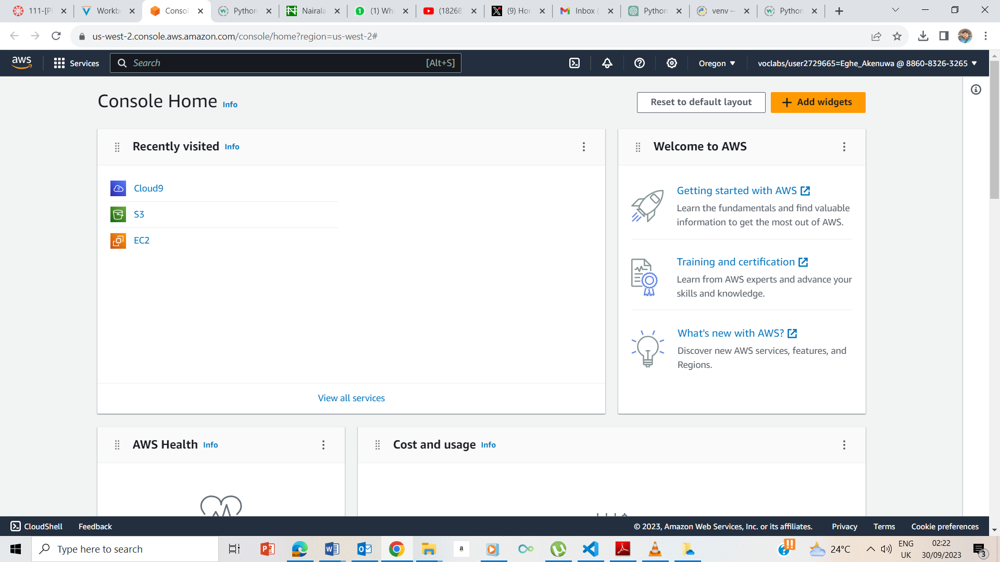 111-[Pl
Workbe
Consol
Python
Nairala
(1) Wha
(18268
(9) Hom
Inbox (
Python
venv —
Python
us-west-2.console.aws.amazon.com/console/home?region=us-west-2#
aws
Services
Search
[Alt+S]
Oregon
voclabs/user2729665=Eghe_Akenuwa @ 8860-8326-3265
Console Home Info
Reset to default layout
Add widgets
Recently visited Info
Cloud9
S3
EC2
View all services
Welcome to AWS
Getting started with AWS
Learn the fundamentals and find valuable
information to get the most out of AWS.
Training and certification
Learn from AWS experts and advance your
skills and knowledge.
What's new with AWS?
Discover new AWS services, features, and
Regions.
AWS Health Info
Cost and usage Info
CloudShell
Feedback
© 2023, Amazon Web Services, Inc. or its affiliates.
Privacy
Terms
Cookie preferences
Type here to search
24°C
ENG
UK
02:22
30/09/2023
3